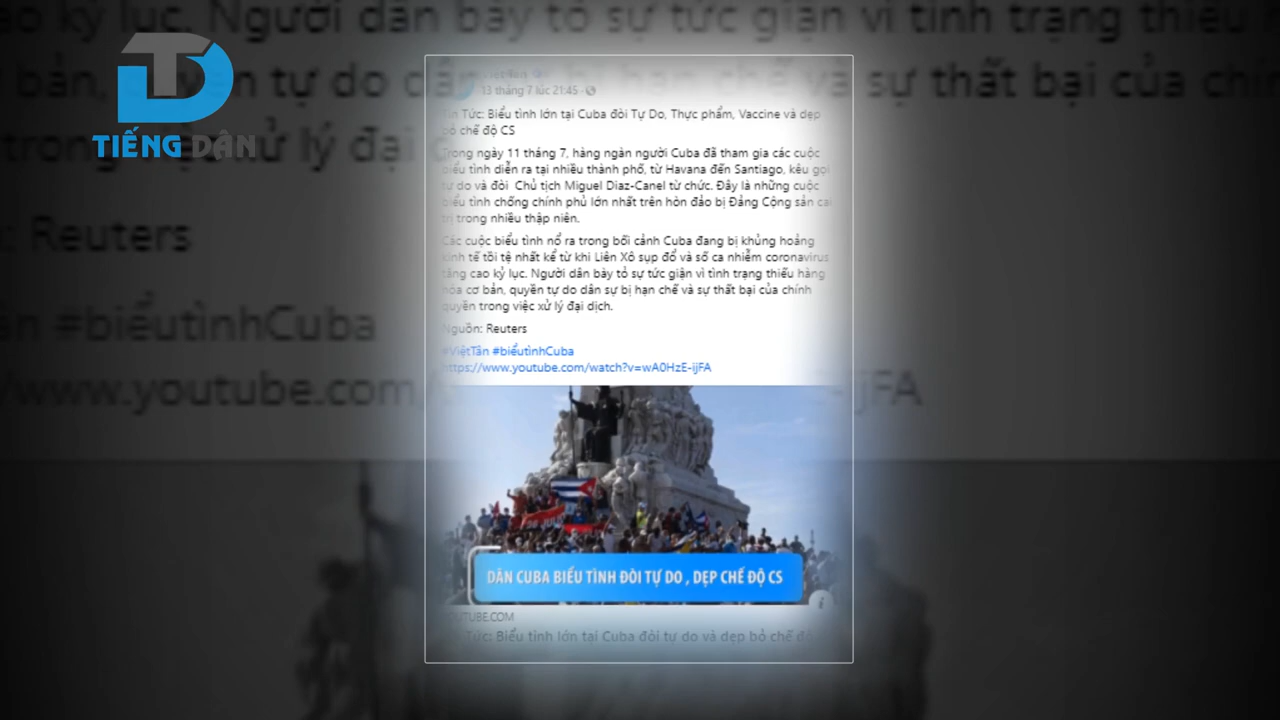 TIẾNG DÂN
13 tháng 7 lúc 21:45
Tin Tức: Biểu tình lớn tại Cuba đòi Tự Do, Thực phẩm, Vaccine và dẹp
bỏ chế độ CS
Trong ngày 11 tháng 7, hàng ngàn người Cuba đã tham gia các cuộc
biểu tình diễn ra tại nhiều thành phố, từ Havana đến Santiago, kêu gọi
tự do và đòi Chủ tịch Miguel Diaz-Canel từ chức. Đây là những cuộc
biểu tình chống chính phủ lớn nhất trên hòn đảo bị Đảng Cộng sản cai
trị trong nhiều thập niên.
Các cuộc biểu tình nổ ra trong bối cảnh Cuba đang bị khủng hoảng
kinh tế tồi tệ nhất kể từ khi Liên Xô sụp đổ và số ca nhiễm coronavirus
tăng cao kỷ lục. Người dân bày tỏ sự tức giận vì tình trạng thiếu hàng
hóa cơ bản, quyền tự do dân sự bị hạn chế và sự thất bại của chính
quyền trong việc xử lý đại dịch.
Nguồn: Reuters
#ViệtTân #biểutìnhCuba
https://www.youtube.com/watch?v=wA0HzE-ijFA
DÂN CUBA BIỂU TÌNH ĐÒI TỰ DO , DẸP CHẾ ĐỘ CS
YOUTUBE.COM
Tin Tức: Biểu tình lớn tại Cuba đòi tự do và dẹp bỏ chế độ